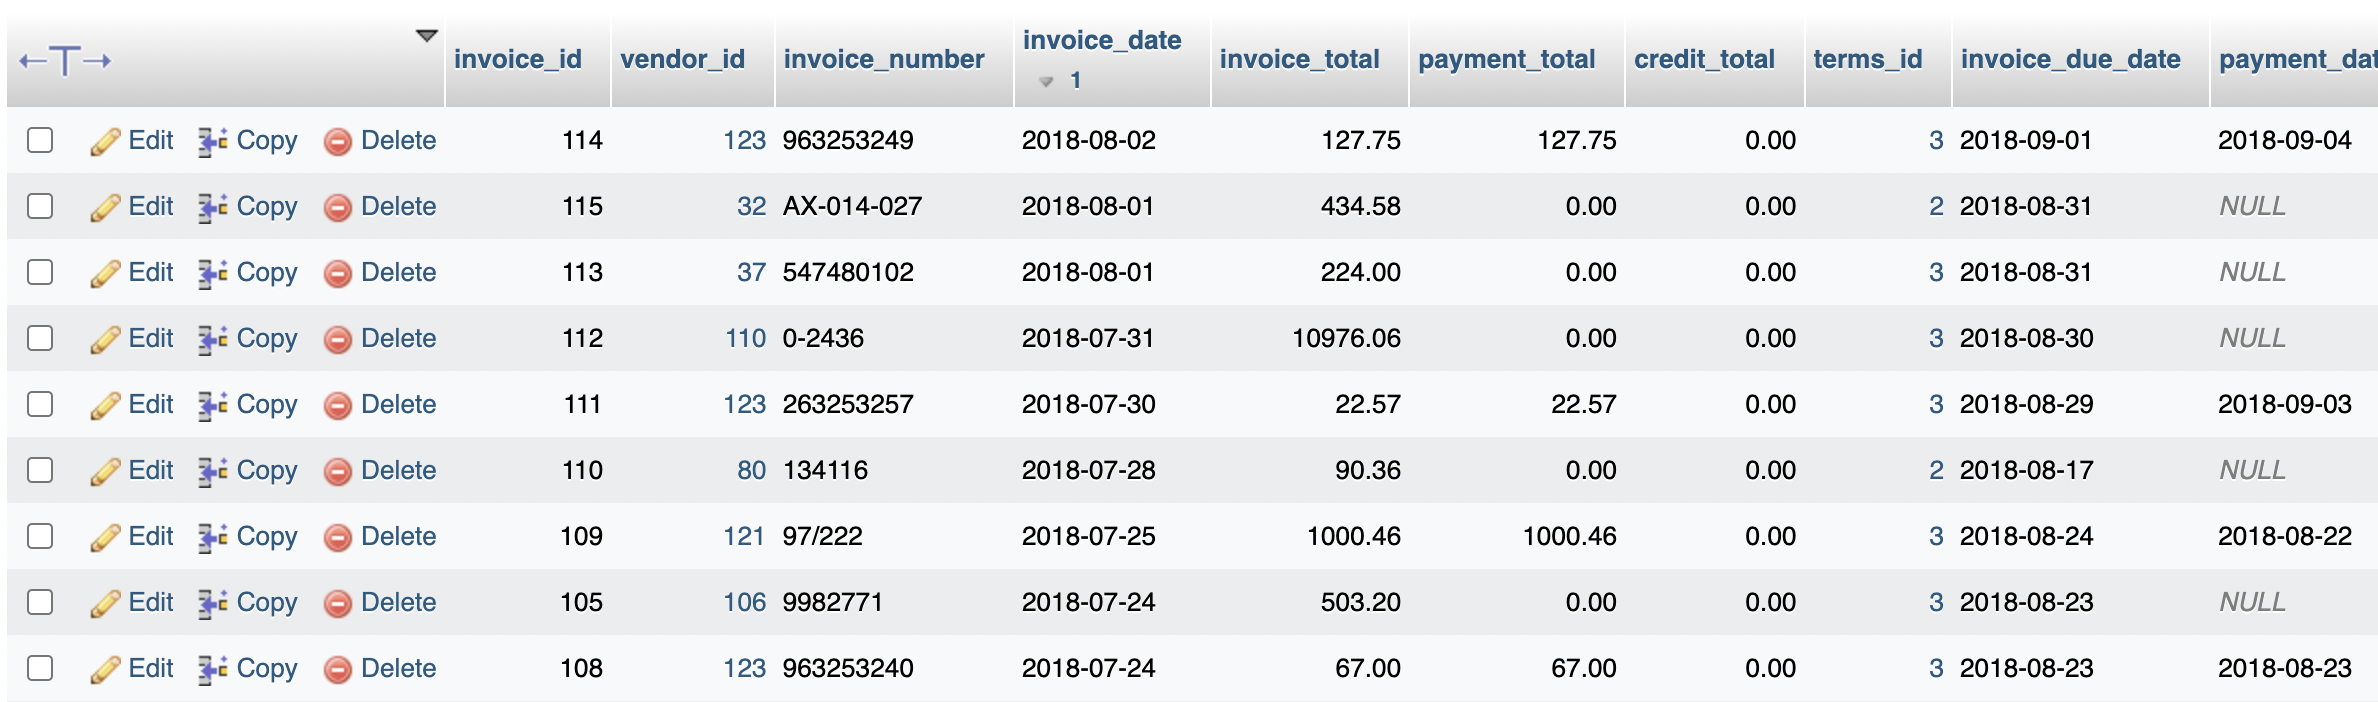 ←T→ invoice_id vendor_id invoice_number invoice_date 1 invoice_total payment_total credit_total terms_id invoice_due_date payment_dat
Edit Copy Delete 114 123 963253249 2018-08-02 127.75 127.75 0.00 3 2018-09-01 2018-09-04
Edit Copy Delete 115 32 AX-014-027 2018-08-01 434.58 0.00 0.00 2 2018-08-31 NULL
Edit Copy Delete 113 37 547480102 2018-08-01 224.00 0.00 0.00 3 2018-08-31 NULL
Edit Copy Delete 112 110 0-2436 2018-07-31 10976.06 0.00 0.00 3 2018-08-30 NULL
Edit Copy Delete 111 123 263253257 2018-07-30 22.57 22.57 0.00 3 2018-08-29 2018-09-03
Edit Copy Delete 110 80 134116 2018-07-28 90.36 0.00 0.00 2 2018-08-17 NULL
Edit Copy Delete 109 121 97/222 2018-07-25 1000.46 1000.46 0.00 3 2018-08-24 2018-08-22
Edit Copy Delete 105 106 9982771 2018-07-24 503.20 0.00 0.00 3 2018-08-23 NULL
Edit Copy Delete 108 123 963253240 2018-07-24 67.00 67.00 0.00 3 2018-08-23 2018-08-23